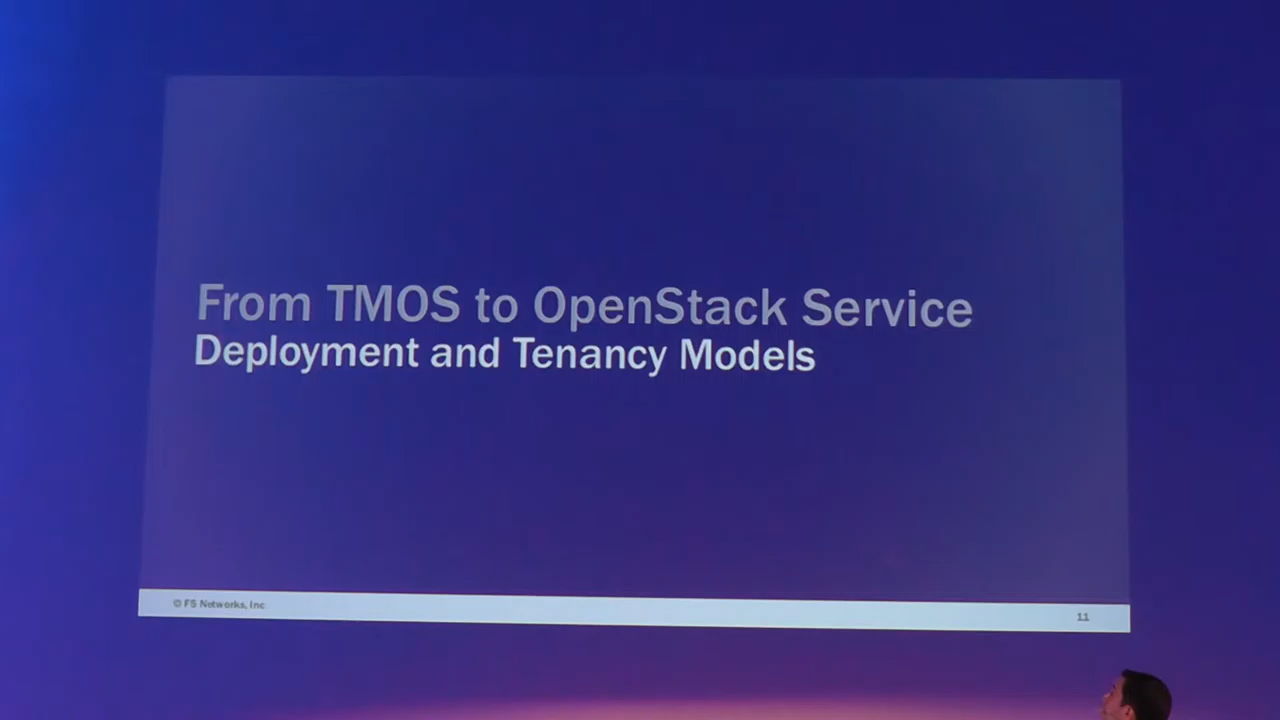 From TMOS to OpenStack Service
Deployment and Tenancy Models
© F5 Networks, Inc
11